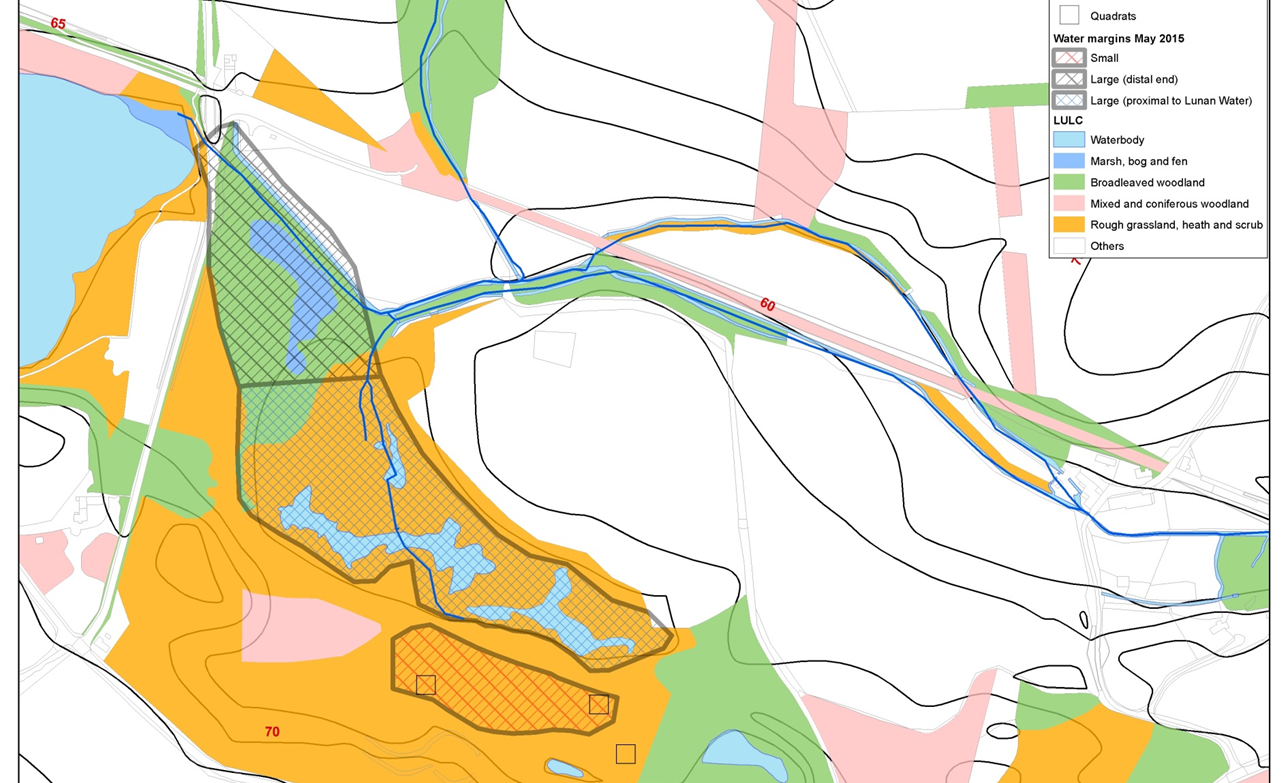 65
Quadrats
Water margins May 2015
Small
Large (distal end)
Large (proximal to Lunan Water)
LULC
Waterbody
Marsh, bog and fen
Broadleaved woodland
Mixed and coniferous woodland
Rough grassland, heath and scrub
Others
60
70